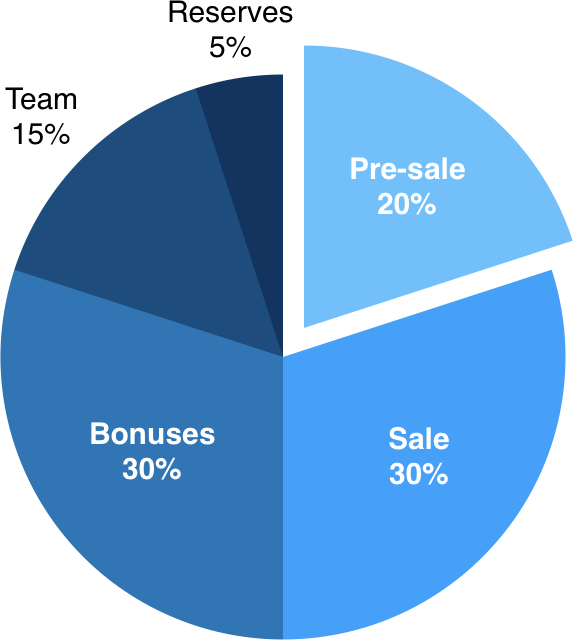 Reserves
5%
Team
15%
Pre-sale
20%
Bonuses
30%
Sale
30%